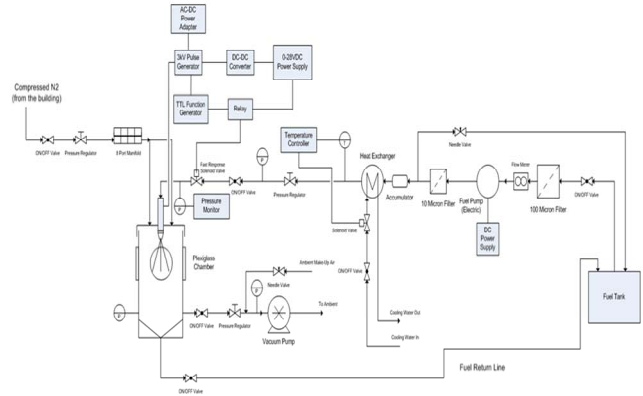 AC-DC
Power
Adapter
3kV Pulse
Generator
DC-DC
Converter
0-28VDC
Power Supply
Compressed N2
(from the building)
TTL Function
Generator
Relay
ON/OFF Valve
Pressure Regulator
4 Port Manifold
Temperature
Controller
Fast Response
Solenoid Valve
P
T
Heat Exchanger
Needle Valve
Flow Meter
ON/OFF Valve
Pressure Regulator
Accumulator
10 Micron Filter
Fuel Pump
(Electric)
100 Micron Filter
ON/OFF Valve
P
Pressure
Monitor
Solenoid Valve
DC
Power
Supply
Plexiglass
Chamber
Ambient Make-Up Air
Needle Valve
ON/OFF Valve
Fuel Tank
P
P
To Ambient
ON/OFF Valve
Pressure Regulator
Vacuum Pump
Cooling Water Out
Cooling Water In
Fuel Return Line
ON/OFF Valve